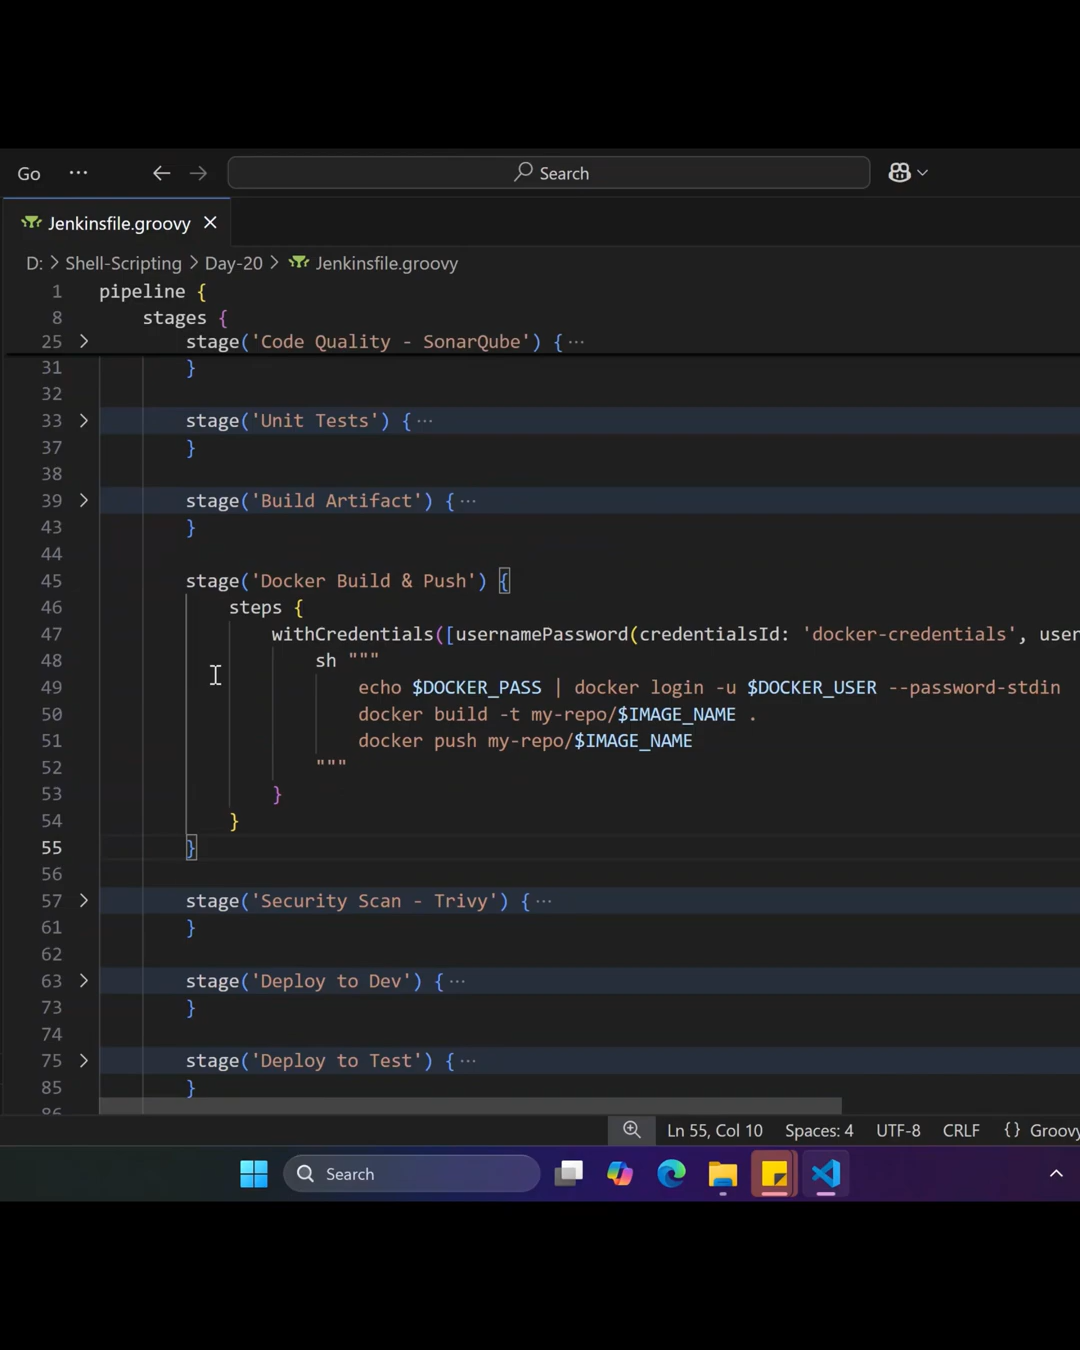 Go ··· Search
Jenkinsfile.groovy
D: > Shell-Scripting > Day-20 > Jenkinsfile.groovy
1 pipeline {
8 stages {
25 stage('Code Quality - SonarQube') { ···
31 }
32
33 stage('Unit Tests') { ···
37 }
38
39 stage('Build Artifact') { ···
43 }
44
45 stage('Docker Build & Push') {
46 steps {
47 withCredentials([usernamePassword(credentialsId: 'docker-credentials', user
48 sh """
49 echo $DOCKER_PASS | docker login -u $DOCKER_USER --password-stdin
50 docker build -t my-repo/$IMAGE_NAME .
51 docker push my-repo/$IMAGE_NAME
52 """
53 }
54 }
55 }
56
57 stage('Security Scan - Trivy') { ···
61 }
62
63 stage('Deploy to Dev') { ···
73 }
74
75 stage('Deploy to Test') { ···
85 }
86
Ln 55, Col 10 Spaces: 4 UTF-8 CRLF {} Groovy
Search